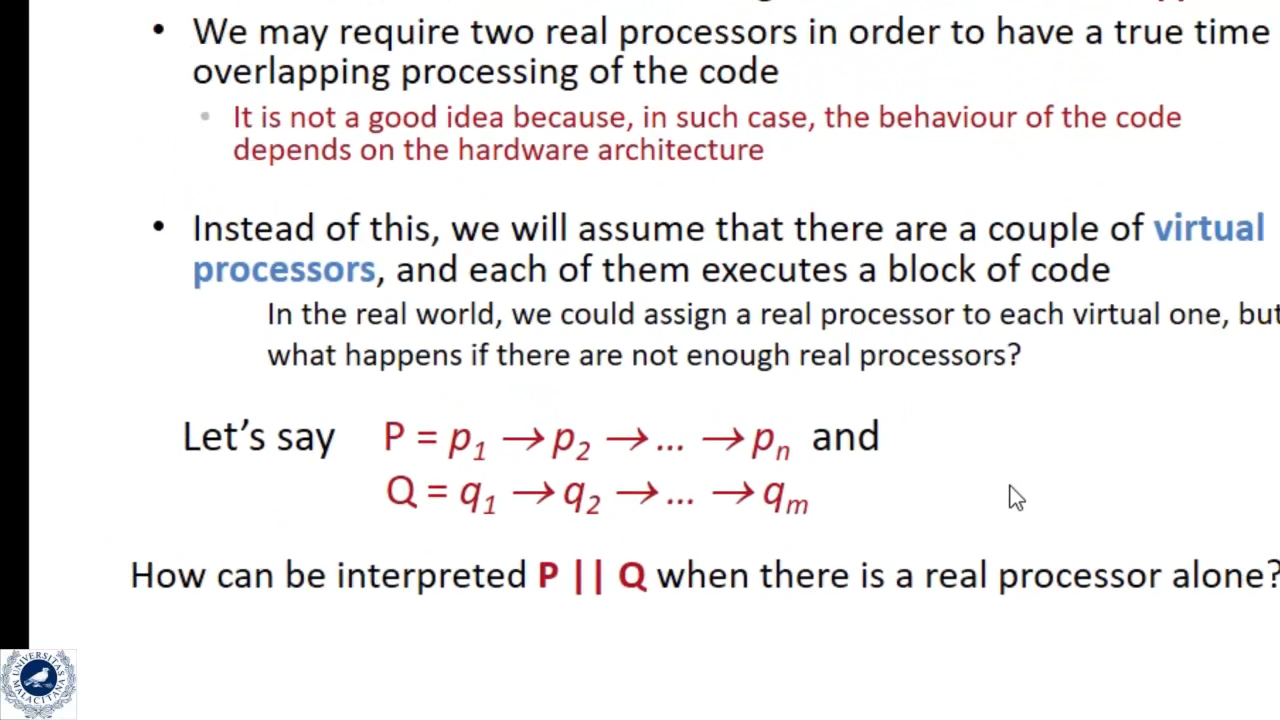 • We may require two real processors in order to have a true time
overlapping processing of the code
• It is not a good idea because, in such case, the behaviour of the code
depends on the hardware architecture
• Instead of this, we will assume that there are a couple of virtual
processors, and each of them executes a block of code
In the real world, we could assign a real processor to each virtual one, but
what happens if there are not enough real processors?
Let’s say P = p₁ → p₂ → ... → pₙ and
Q = q₁ → q₂ → ... → qₘ
How can be interpreted P || Q when there is a real processor alone?
UNIVERSITAS
MALACITANA